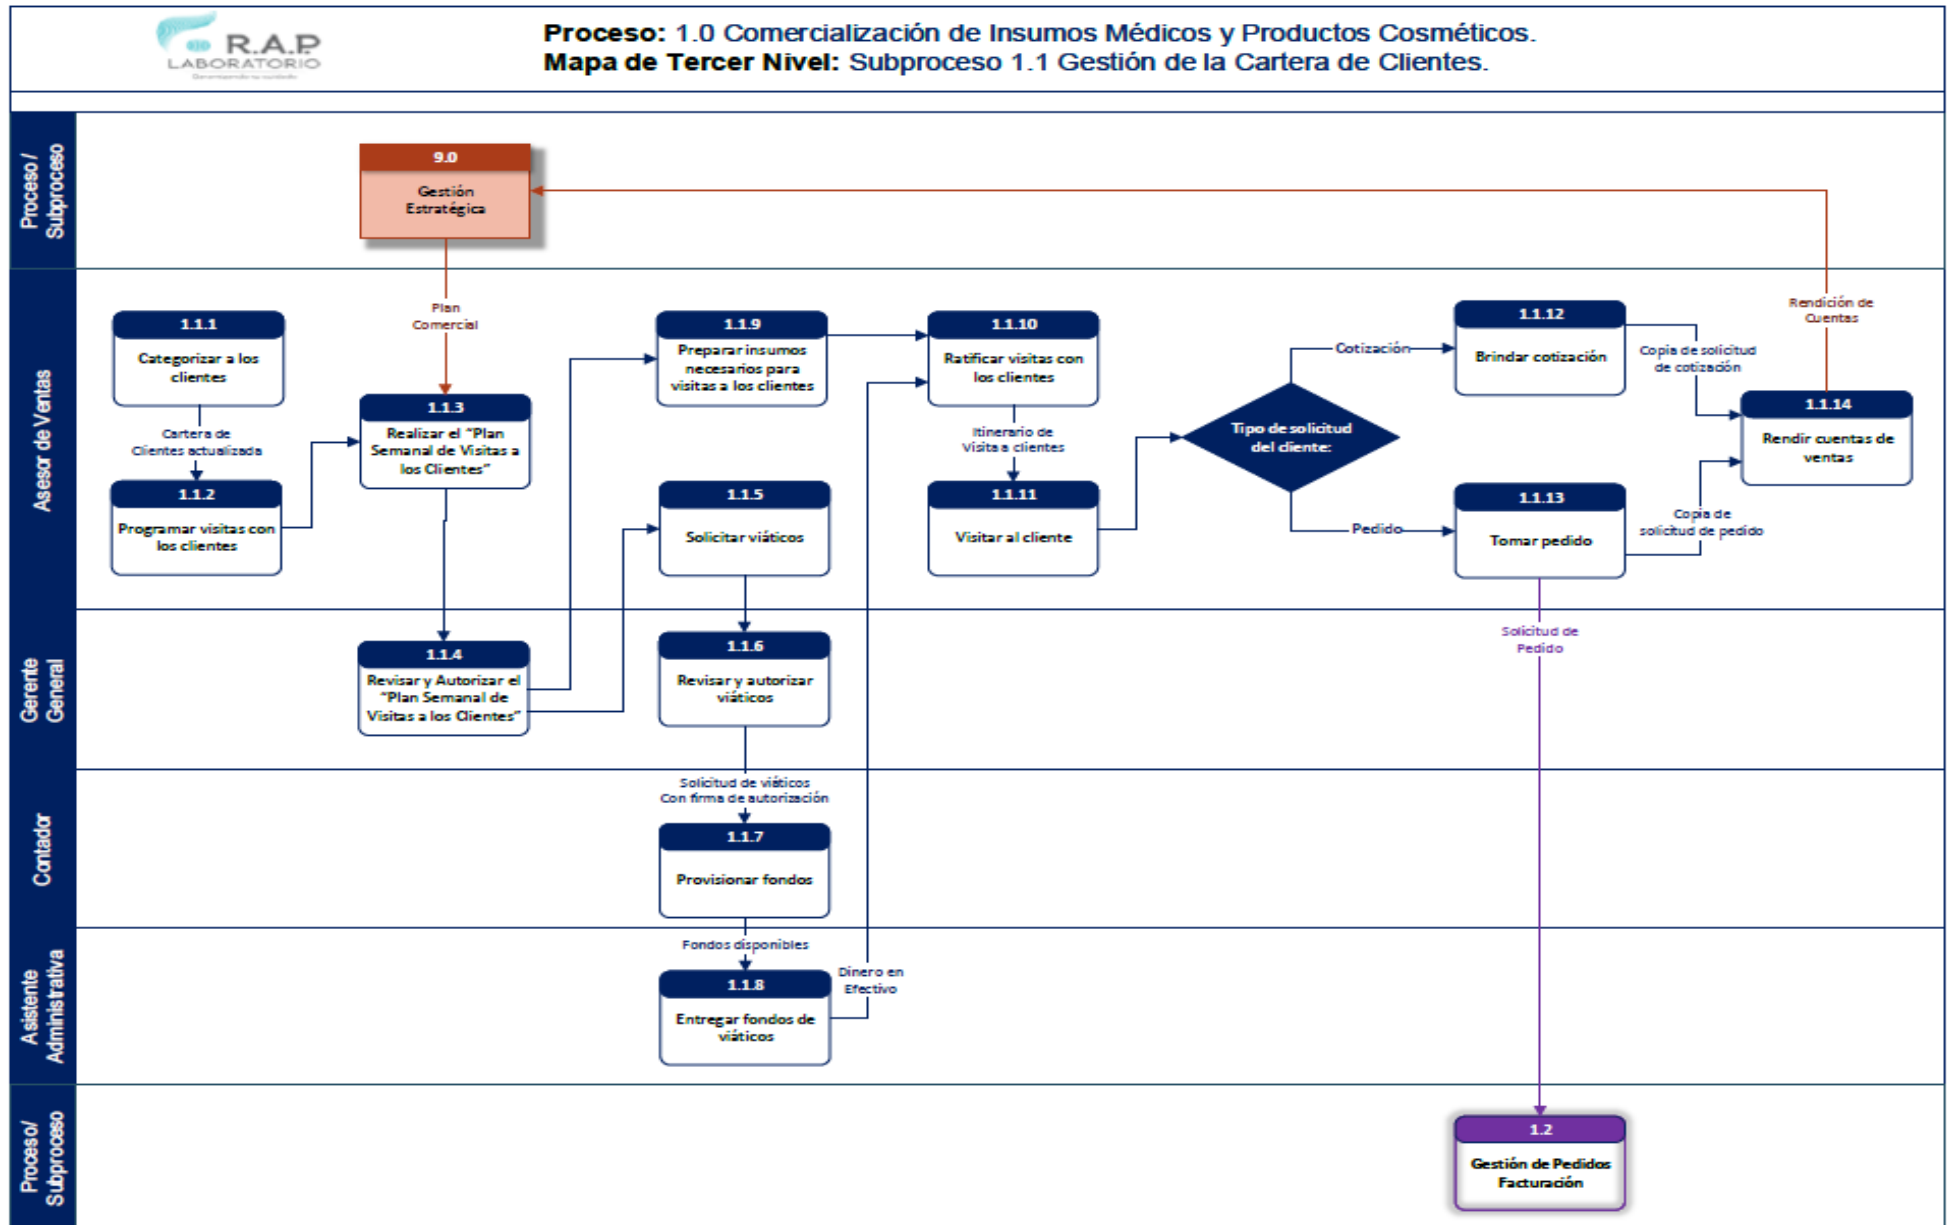 R.A.P
LABORATORIO
Proceso: 1.0 Comercialización de Insumos Médicos y Productos Cosméticos.
Mapa de Tercer Nivel: Subproceso 1.1 Gestión de la Cartera de Clientes.
Proceso /
Subproceso
9.0
Gestión
Estratégica
Plan
Comercial
Rendición de
Cuentas
Asesor de Ventas
1.1.1
Categorizar a los
clientes
Cartera de
Clientes actualizada
1.1.2
Programar visitas con
los clientes
1.1.3
Realizar el “Plan
Semanal de Visitas a
los Clientes”
1.1.9
Preparar insumos
necesarios para
visitas a los clientes
1.1.5
Solicitar viáticos
1.1.10
Ratificar visitas con
los clientes
Itinerario de
Visita a clientes
1.1.11
Visitar al cliente
Tipo de solicitud
del cliente:
Cotización
Pedido
1.1.12
Brindar cotización
Copia de solicitud
de cotización
1.1.13
Tomar pedido
Copia de
solicitud de pedido
1.1.14
Rendir cuentas de
ventas
Gerente
General
1.1.4
Revisar y Autorizar el
“Plan Semanal de
Visitas a los Clientes”
1.1.6
Revisar y autorizar
viáticos
Solicitud de
Pedido
Contador
Solicitud de viáticos
Con firma de autorización
1.1.7
Provisionar fondos
Asistente
Administrativa
Fondos disponibles
1.1.8
Entregar fondos de
viáticos
Dinero en
Efectivo
Proceso/
Subproceso
1.2
Gestión de Pedidos
Facturación